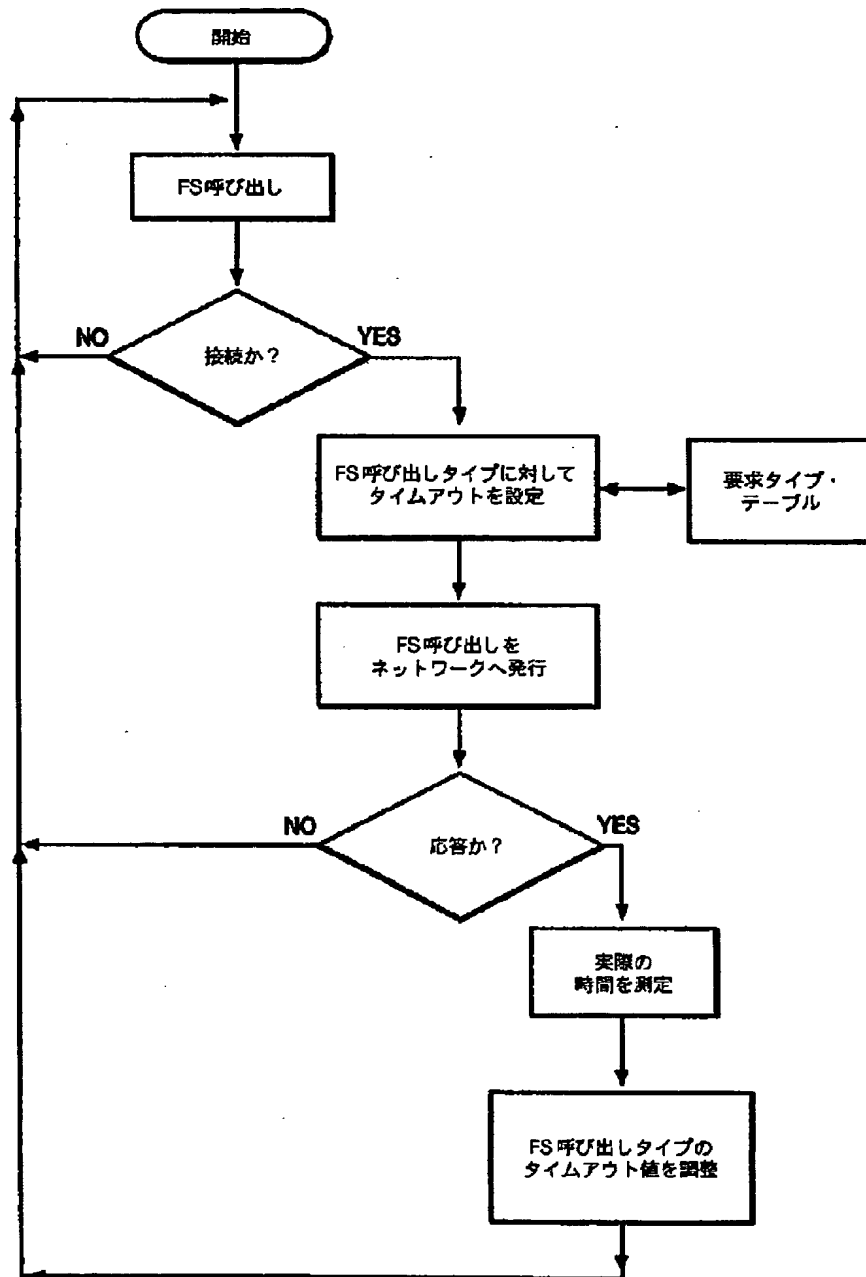 開始
FS呼び出し
NO
YES
接続か？
FS呼び出しタイプに対して
タイムアウトを設定
要求タイプ・
テーブル
FS呼び出しを
ネットワークへ発行
NO
YES
応答か？
実際の
時間を測定
FS呼び出しタイプの
タイムアウト値を調整